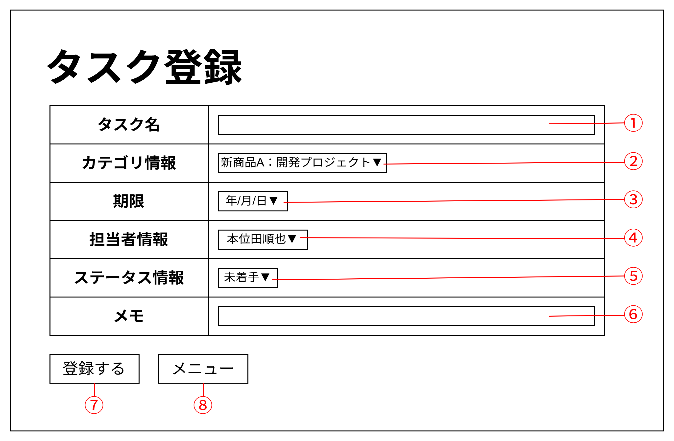 タスク登録
タスク名 ①
カテゴリ情報 新商品A：開発プロジェクト▼ ②
期限 年/月/日▼ ③
担当者情報 本位田順也▼ ④
ステータス情報 未着手▼ ⑤
メモ ⑥
登録する メニュー
⑦ ⑧